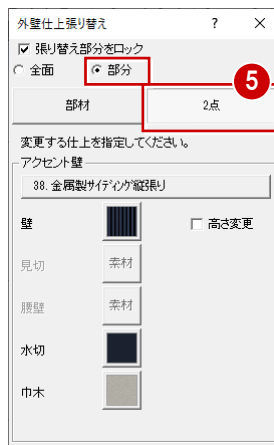 外壁仕上張り替え ? ×
張り替え部分をロック
全面 部分
5
部材 2点
変更する仕上を指定してください。
アクセント壁
38. 金属製サイディング縦張り
壁 高さ変更
見切 素材
腰壁 素材
水切
巾木